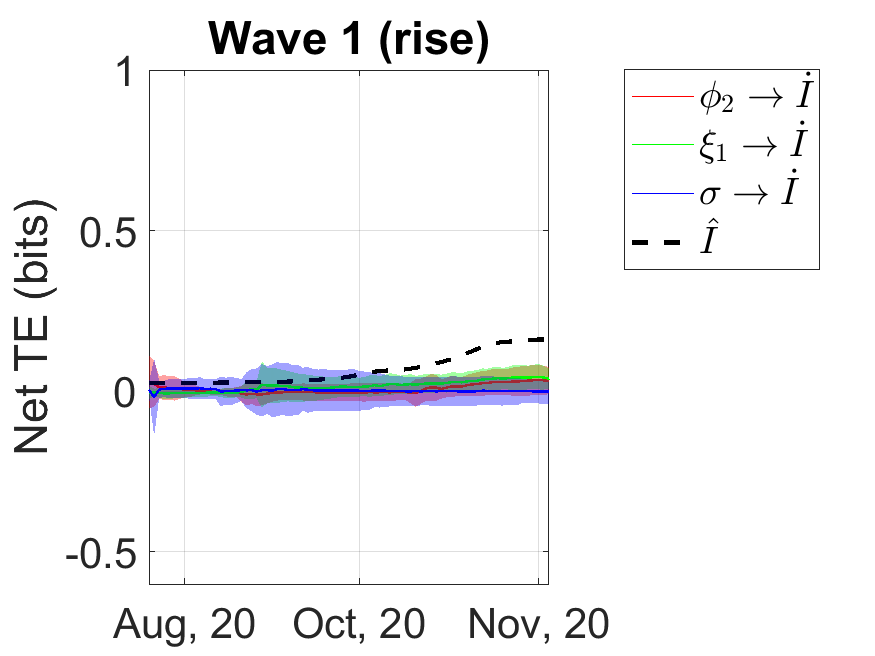 Wave 1 (rise)
1
0.5
0
-0.5
Net TE (bits)
Aug, 20 Oct, 20 Nov, 20
ϕ₂ → İ
ξ₁ → İ
σ → İ
Î